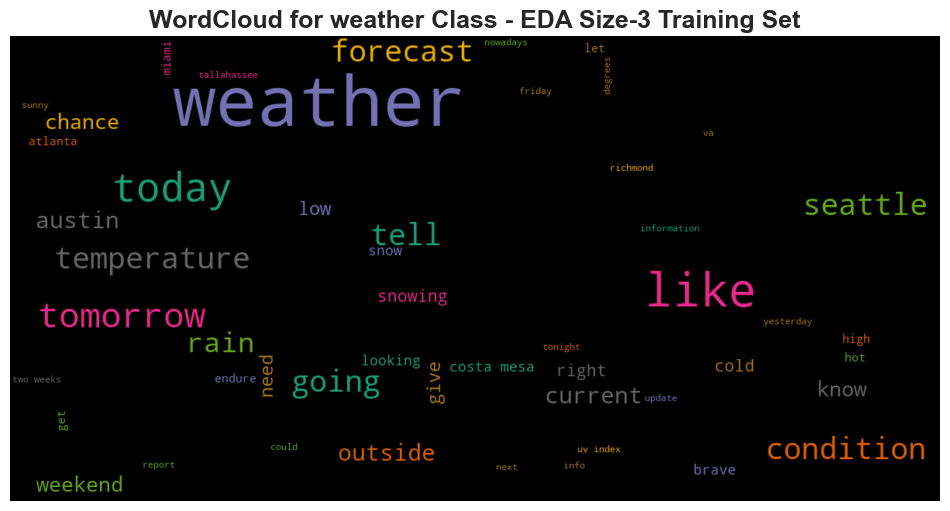 WordCloud for weather Class - EDA Size-3 Training Set
miami
forecast
nowadays
let
tallahassee
weather
degrees
friday
sunny
chance
atlanta
va
richmond
today
low
seattle
austin
tell
information
snow
temperature
like
snowing
tomorrow
yesterday
rain
tonight
high
looking
hot
need
costa mesa
right
cold
two weeks
endure
going
give
current
update
know
get
could
outside
uv index
condition
report
next
info
brave
weekend